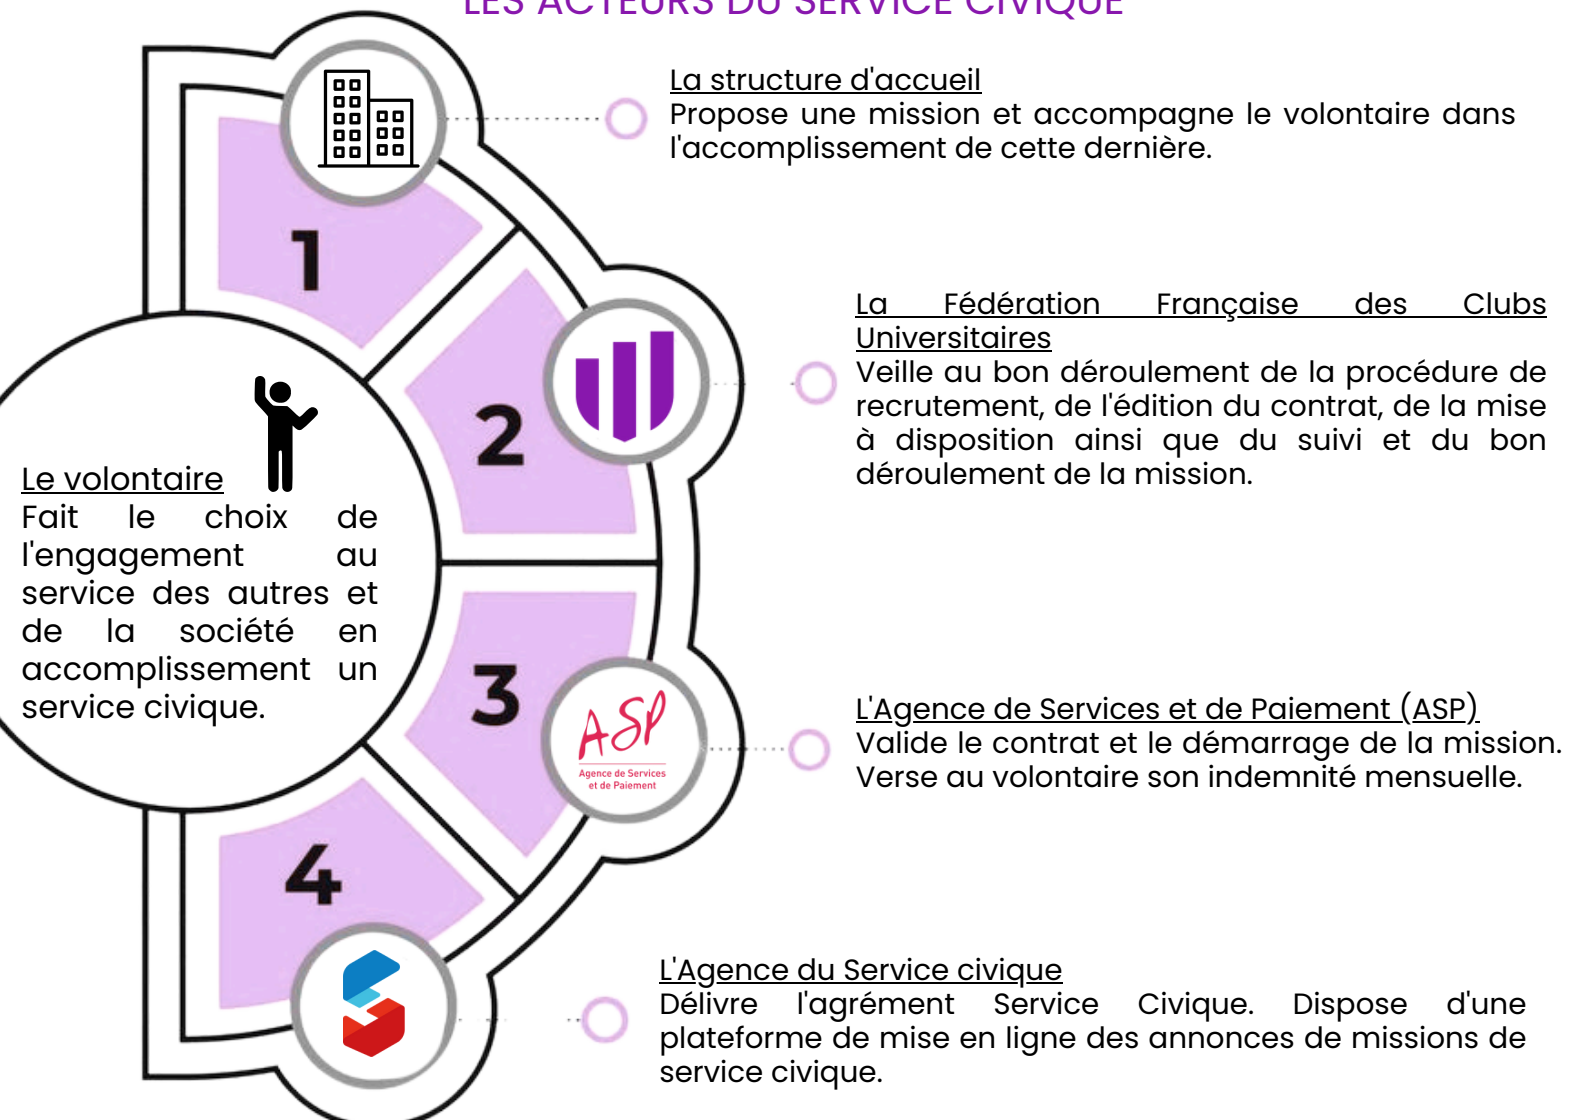 LES ACTEURS DU SERVICE CIVIQUE
La structure d'accueil
Propose une mission et accompagne le volontaire dans
l'accomplissement de cette dernière.
1
La Fédération Française des Clubs
Universitaires
Veille au bon déroulement de la procédure de
recrutement, de l'édition du contrat, de la mise
à disposition ainsi que du suivi et du bon
déroulement de la mission.
2
Le volontaire
Fait le choix de
l'engagement au
service des autres et
de la société en
accomplissement un
service civique.
3
ASP
Agence de Services
et de Paiement
L'Agence de Services et de Paiement (ASP)
Valide le contrat et le démarrage de la mission.
Verse au volontaire son indemnité mensuelle.
4
L'Agence du Service civique
Délivre l'agrément Service Civique. Dispose d'une
plateforme de mise en ligne des annonces de missions de
service civique.